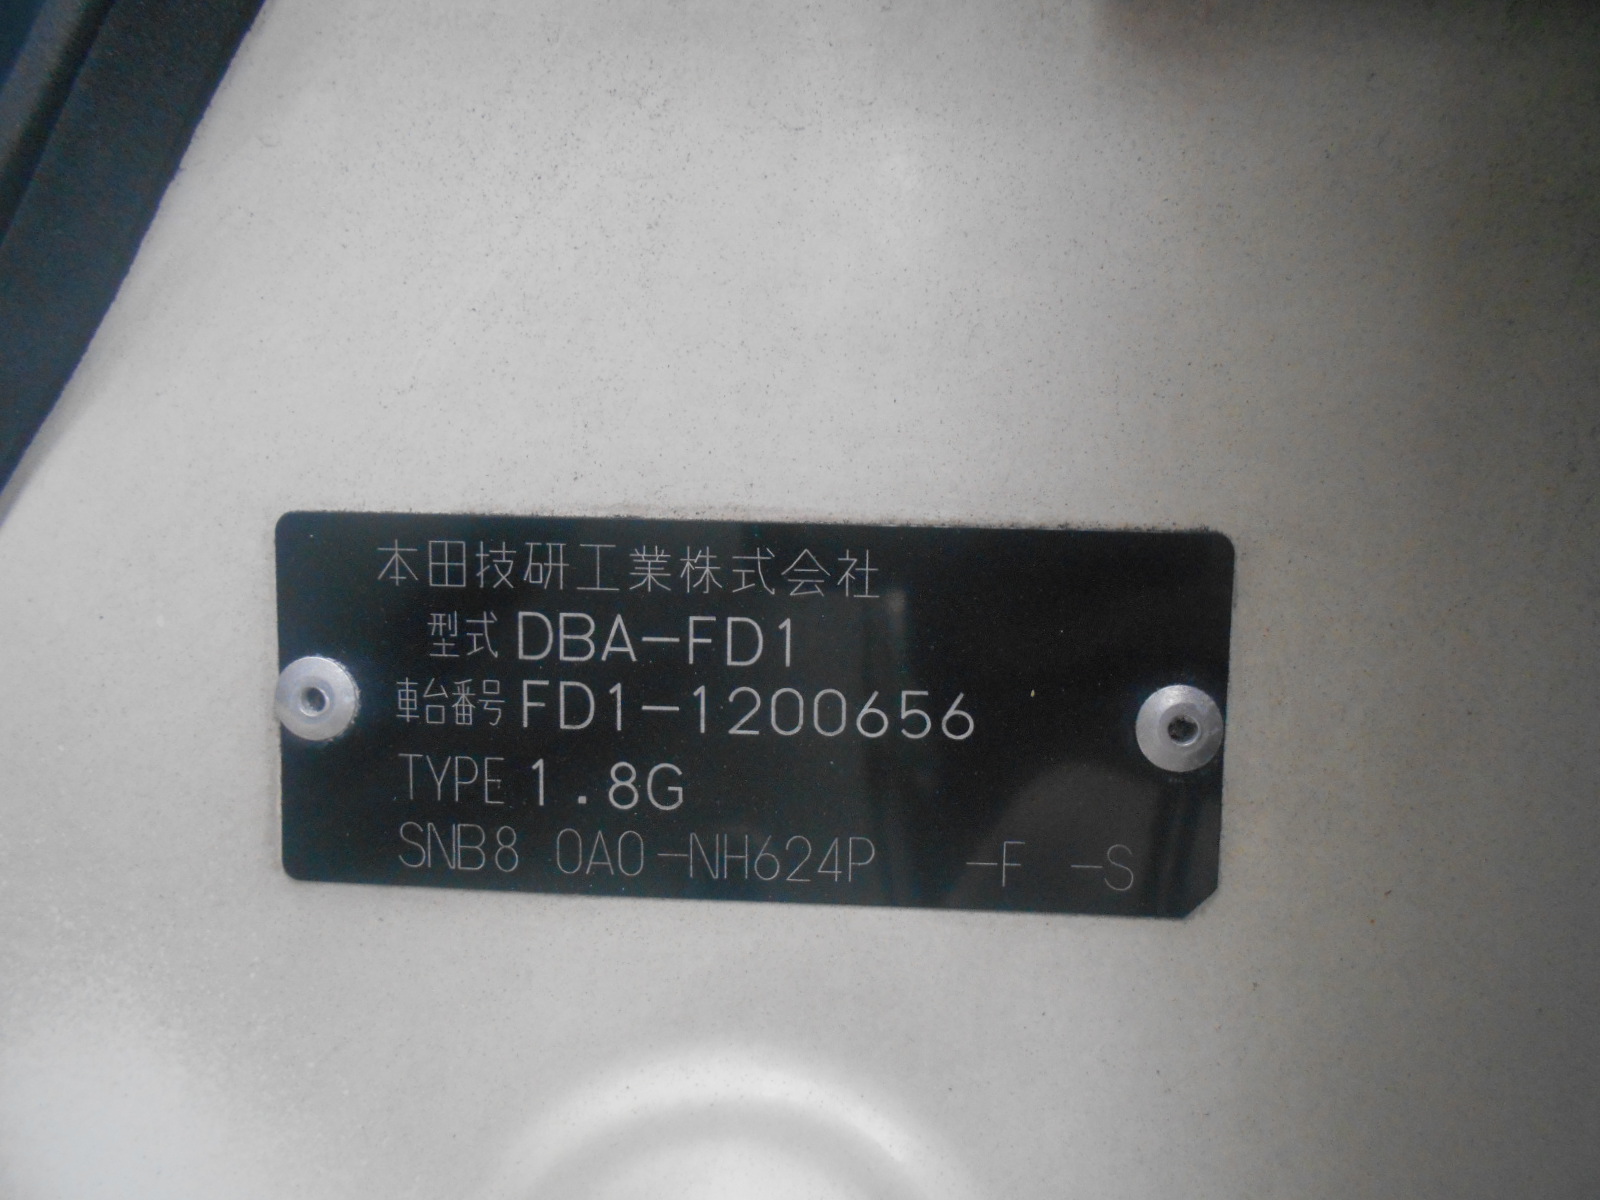 本田技研工業株式会社
型式 DBA-FD1
車台番号 FD1-1200656
TYPE 1.8G
SNB8 0A0-NH624P -F -S